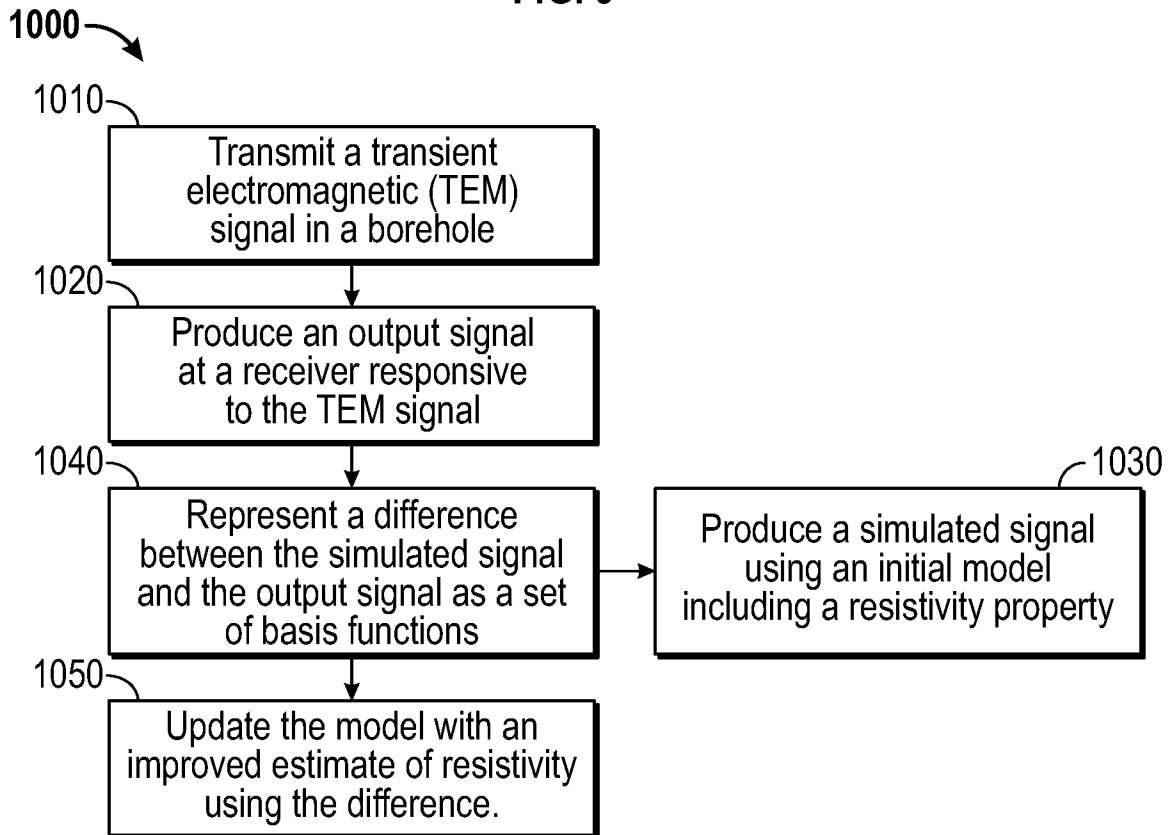 1000
1010
Transmit a transient
electromagnetic (TEM)
signal in a borehole
1020
Produce an output signal
at a receiver responsive
to the TEM signal
1040
Represent a difference
between the simulated signal
and the output signal as a set
of basis functions
1030
Produce a simulated signal
using an initial model
including a resistivity property
1050
Update the model with an
improved estimate of resistivity
using the difference.